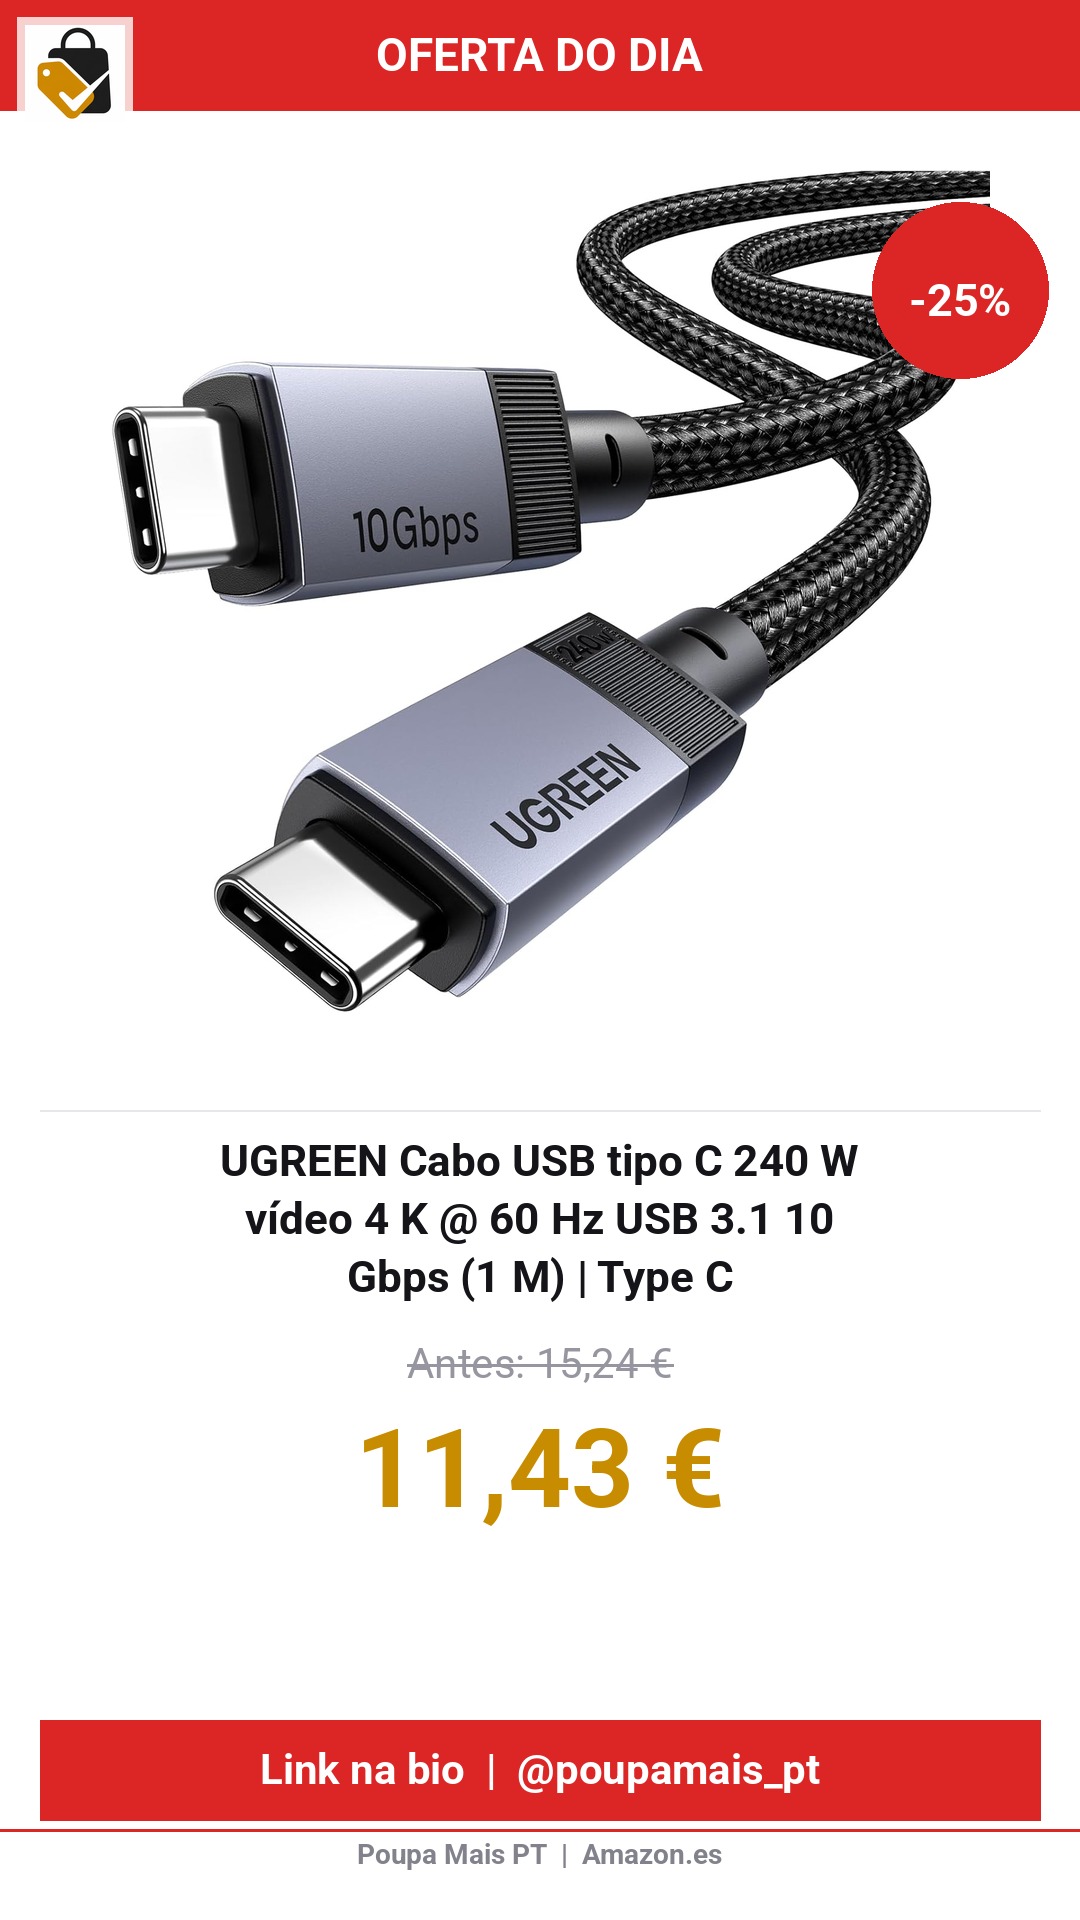 OFERTA DO DIA
-25%
10Gbps
240W
UGREEN
UGREEN Cabo USB tipo C 240 W
vídeo 4 K @ 60 Hz USB 3.1 10
Gbps (1 M) | Type C
Antes: 15,24 €
11,43 €
Link na bio | @poupamais_pt
Poupa Mais PT | Amazon.es